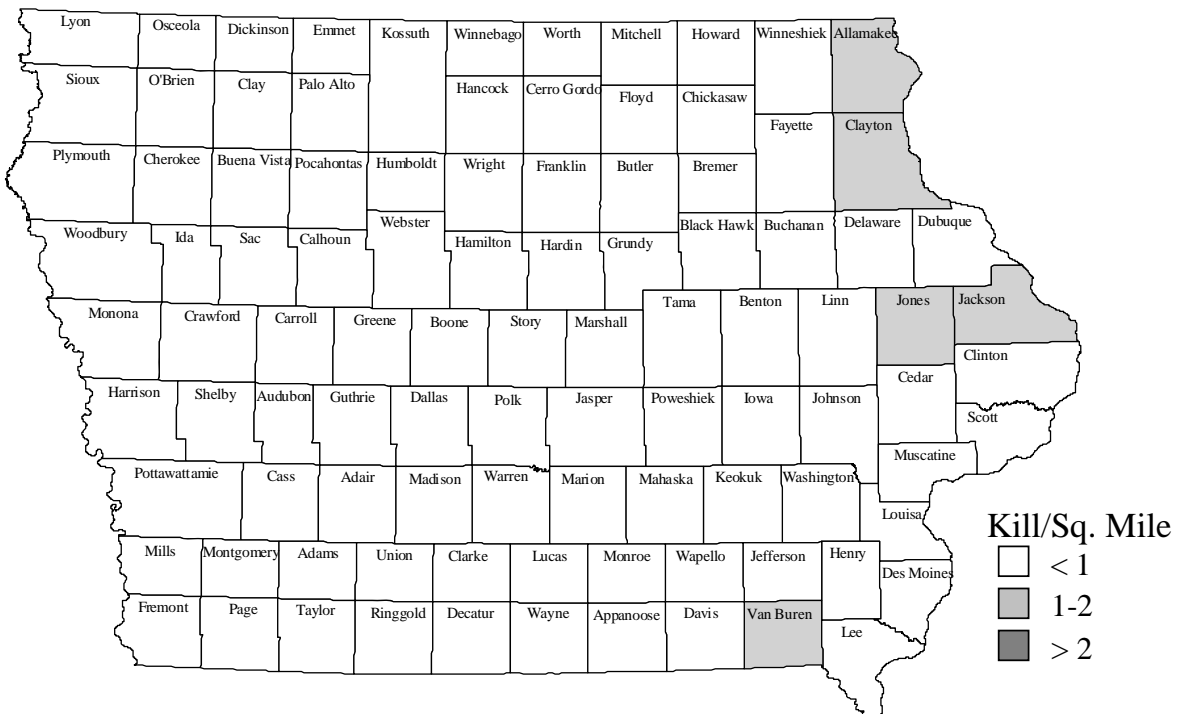 Lyon Osceola Dickinson Emmet Kossuth Winnebago Worth Mitchell Howard Winneshiek Allamakee
Sioux O'Brien Clay Palo Alto Hancock Cerro Gordo Floyd Chickasaw
Fayette Clayton
Plymouth Cherokee Buena Vista Pocahontas Humboldt Wright Franklin Butler Bremer
Woodbury Ida Sac Calhoun Webster Hamilton Hardin Grundy Black Hawk Buchanan Delaware Dubuque
Monona Crawford Carroll Greene Boone Story Marshall Tama Benton Linn Jones Jackson
Clinton
Cedar
Harrison Shelby Audubon Guthrie Dallas Polk Jasper Poweshiek Iowa Johnson
Scott
Muscatine
Pottawattamie Cass Adair Madison Warren Marion Mahaska Keokuk Washington
Louisa
Mills Montgomery Adams Union Clarke Lucas Monroe Wapello Jefferson Henry
Des Moines
Fremont Page Taylor Ringgold Decatur Wayne Appanoose Davis Van Buren
Lee
Kill/Sq. Mile
< 1
1-2
> 2